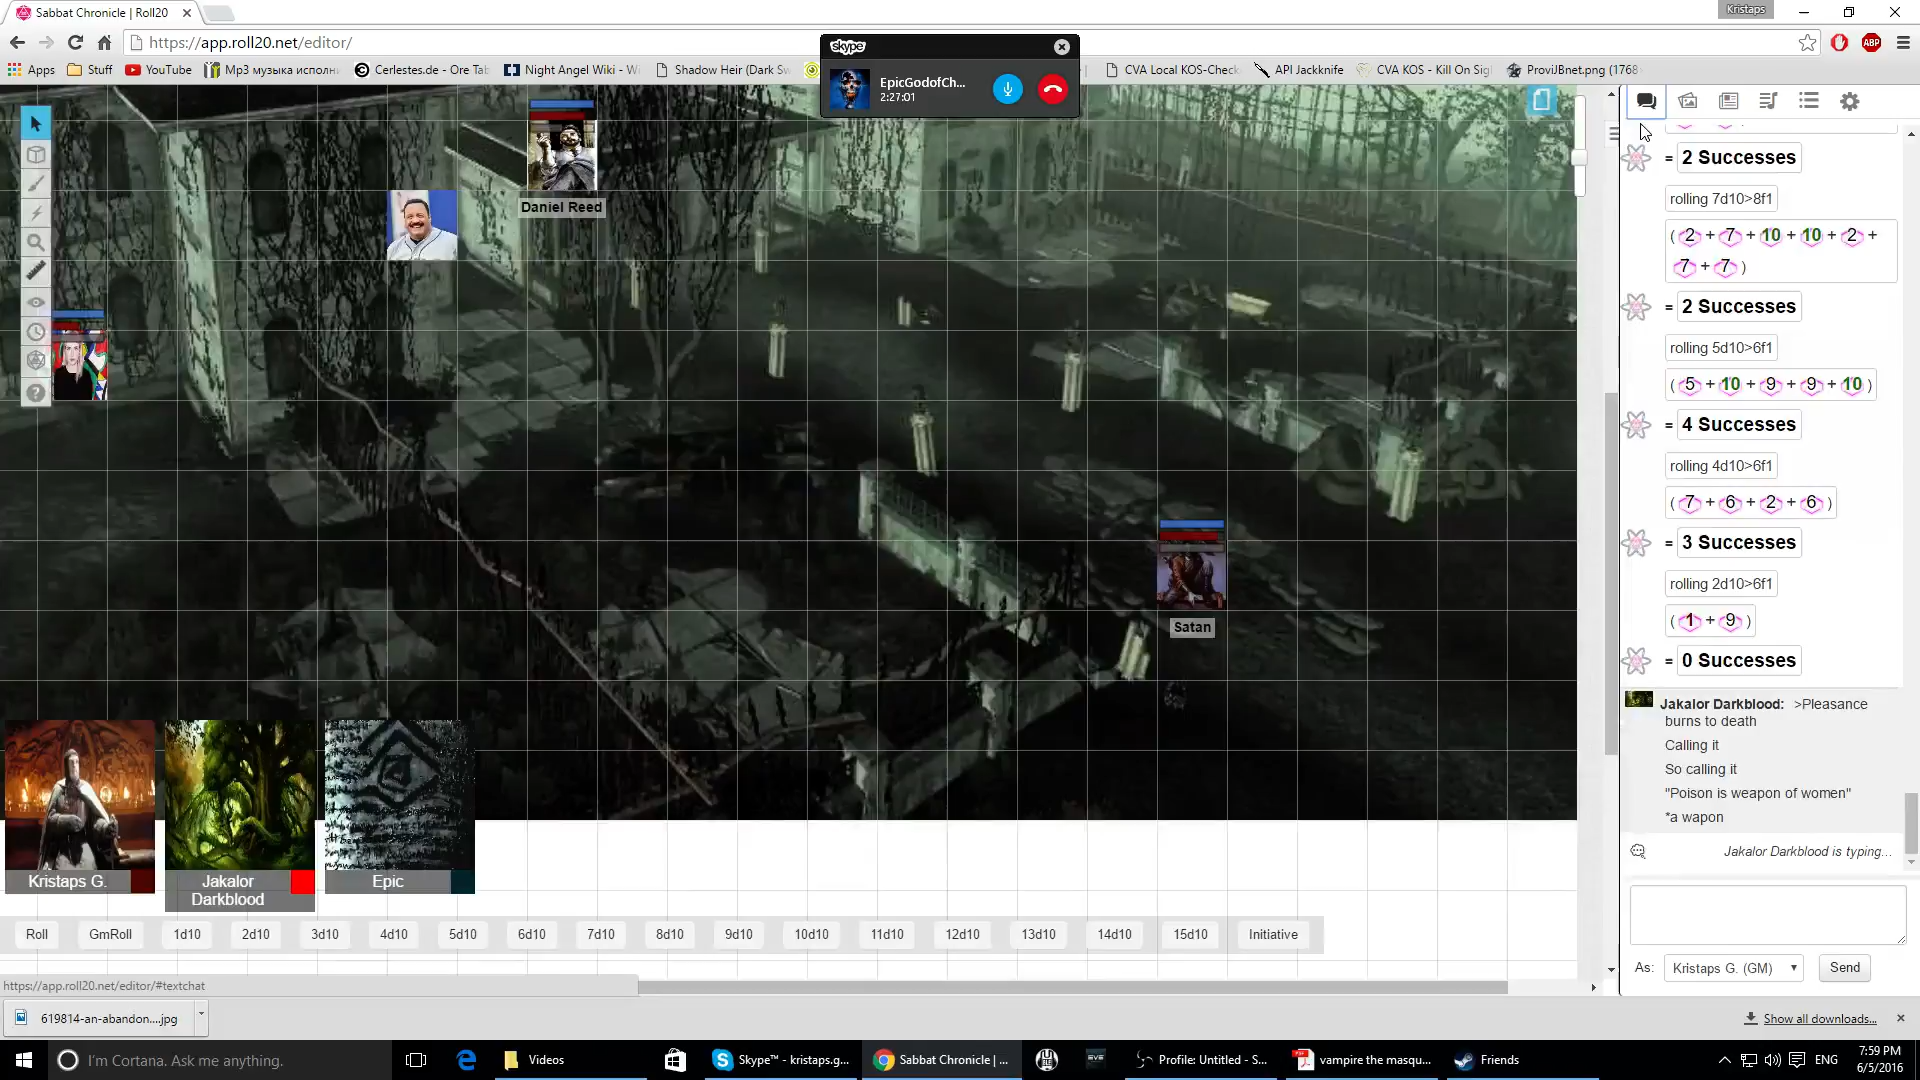 Sabbat Chronicle | Roll20
Kristaps
https://app.roll20.net/editor/
Apps
Stuff
YouTube
Mp3 музыка исполн
Cerlestes.de - Ore Tab
Night Angel Wiki - Wi
Shadow Heir (Dark Sw
CVA Local KOS-Check
API Jackknife
CVA KOS - Kill On Sigl
ProviJBnet.png (1768
ABP
skype
EpicGodofCh...
2:27:01
Daniel Reed
Satan
= 2 Successes
rolling 7d10>8f1
(2+7+10+10+2+
7+7)
= 2 Successes
rolling 5d10>6f1
(5+10+9+9+10)
= 4 Successes
rolling 4d10>6f1
(7+6+2+6)
= 3 Successes
rolling 2d10>6f1
(1+9)
= 0 Successes
Jakalor Darkblood: >Pleasance
burns to death
Calling it
So calling it
"Poison is weapon of women"
*a wapon
Jakalor Darkblood is typing...
As: Kristaps G. (GM) Send
Kristaps G.
Jakalor
Darkblood
Epic
Roll GmRoll 1d10 2d10 3d10 4d10 5d10 6d10 7d10 8d10 9d10 10d10 11d10 12d10 13d10 14d10 15d10 Initiative
https://app.roll20.net/editor/#textchat
619814-an-abandon....jpg
Show all downloads...
I'm Cortana. Ask me anything.
Videos
Skype™ - kristaps.g...
Sabbat Chronicle | ...
EVE
Profile: Untitled - S...
vampire the masqu...
Friends
ENG
7:59 PM
6/5/2016